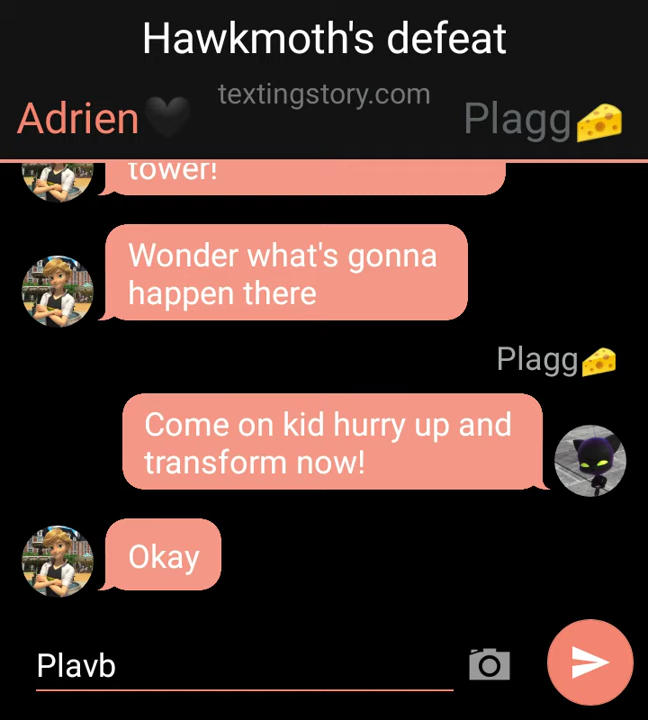 Hawkmoth's defeat
textingstory.com
Adrien🖤
Plagg🧀
tower!
Wonder what's gonna
happen there
Plagg🧀
Come on kid hurry up and
transform now!
Okay
Plavb